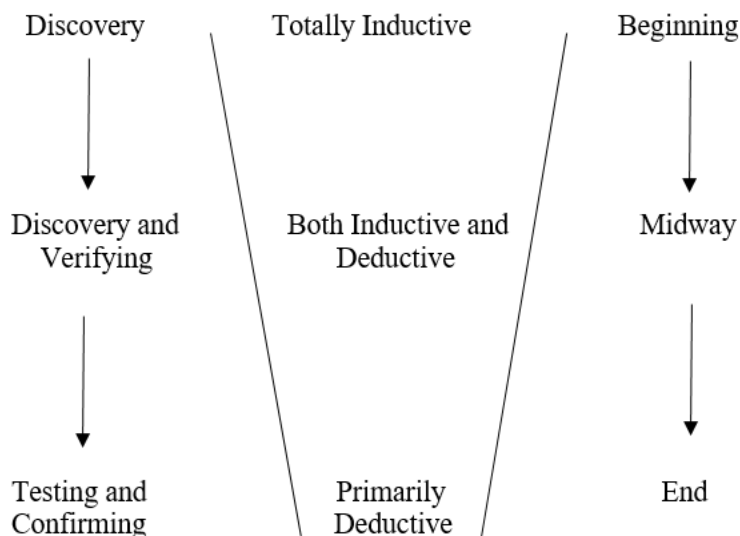 Discovery Totally Inductive Beginning
Discovery and Both Inductive and Midway
Verifying Deductive
Testing and Primarily End
Confirming Deductive